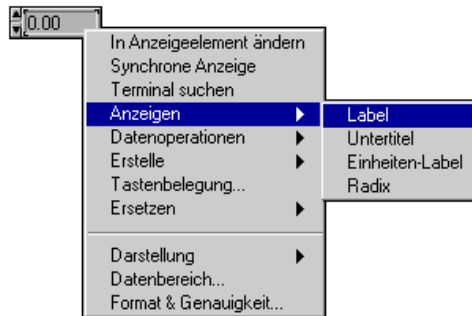 0.00
In Anzeigeelement ändern
Synchrone Anzeige
Terminal suchen
Anzeigen
Datenoperationen
Erstelle
Tastenbelegung...
Ersetzen
Darstellung
Datenbereich...
Format & Genauigkeit...
Label
Untertitel
Einheiten-Label
Radix